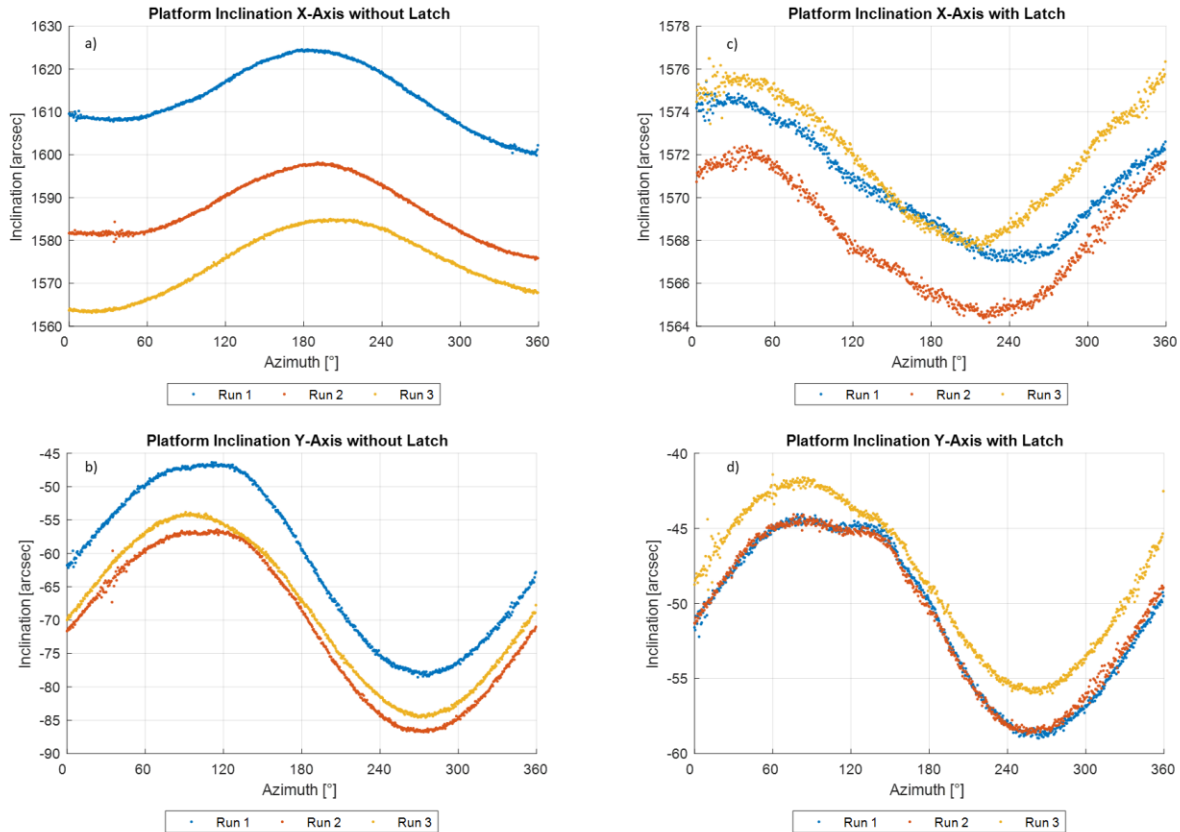 Platform Inclination X-Axis without Latch
a)
1630
1620
1610
1600
1590
1580
1570
1560
Inclination [arcsec]
0 60 120 180 240 300 360
Azimuth [°]
Run 1 Run 2 Run 3
Platform Inclination X-Axis with Latch
c)
1578
1576
1574
1572
1570
1568
1566
1564
Inclination [arcsec]
0 60 120 180 240 300 360
Azimuth [°]
Run 1 Run 2 Run 3
Platform Inclination Y-Axis without Latch
b)
-45
-50
-55
-60
-65
-70
-75
-80
-85
-90
Inclination [arcsec]
0 60 120 180 240 300 360
Azimuth [°]
Run 1 Run 2 Run 3
Platform Inclination Y-Axis with Latch
d)
-40
-45
-50
-55
-60
Inclination [arcsec]
0 60 120 180 240 300 360
Azimuth [°]
Run 1 Run 2 Run 3